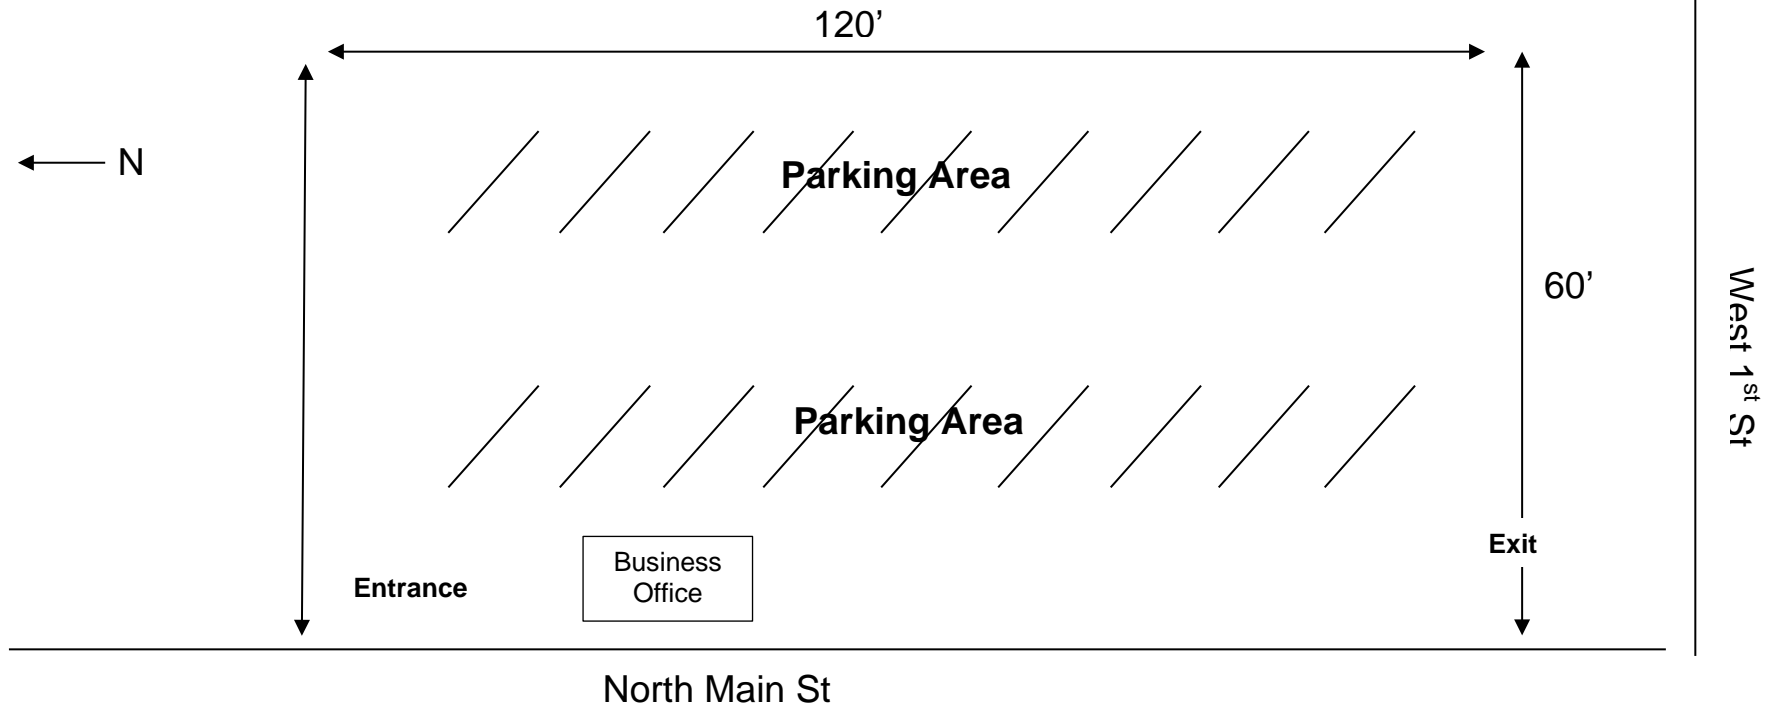 120’
N
Parking Area
60’
West 1st St
Parking Area
Exit
Business
Office
Entrance
North Main St